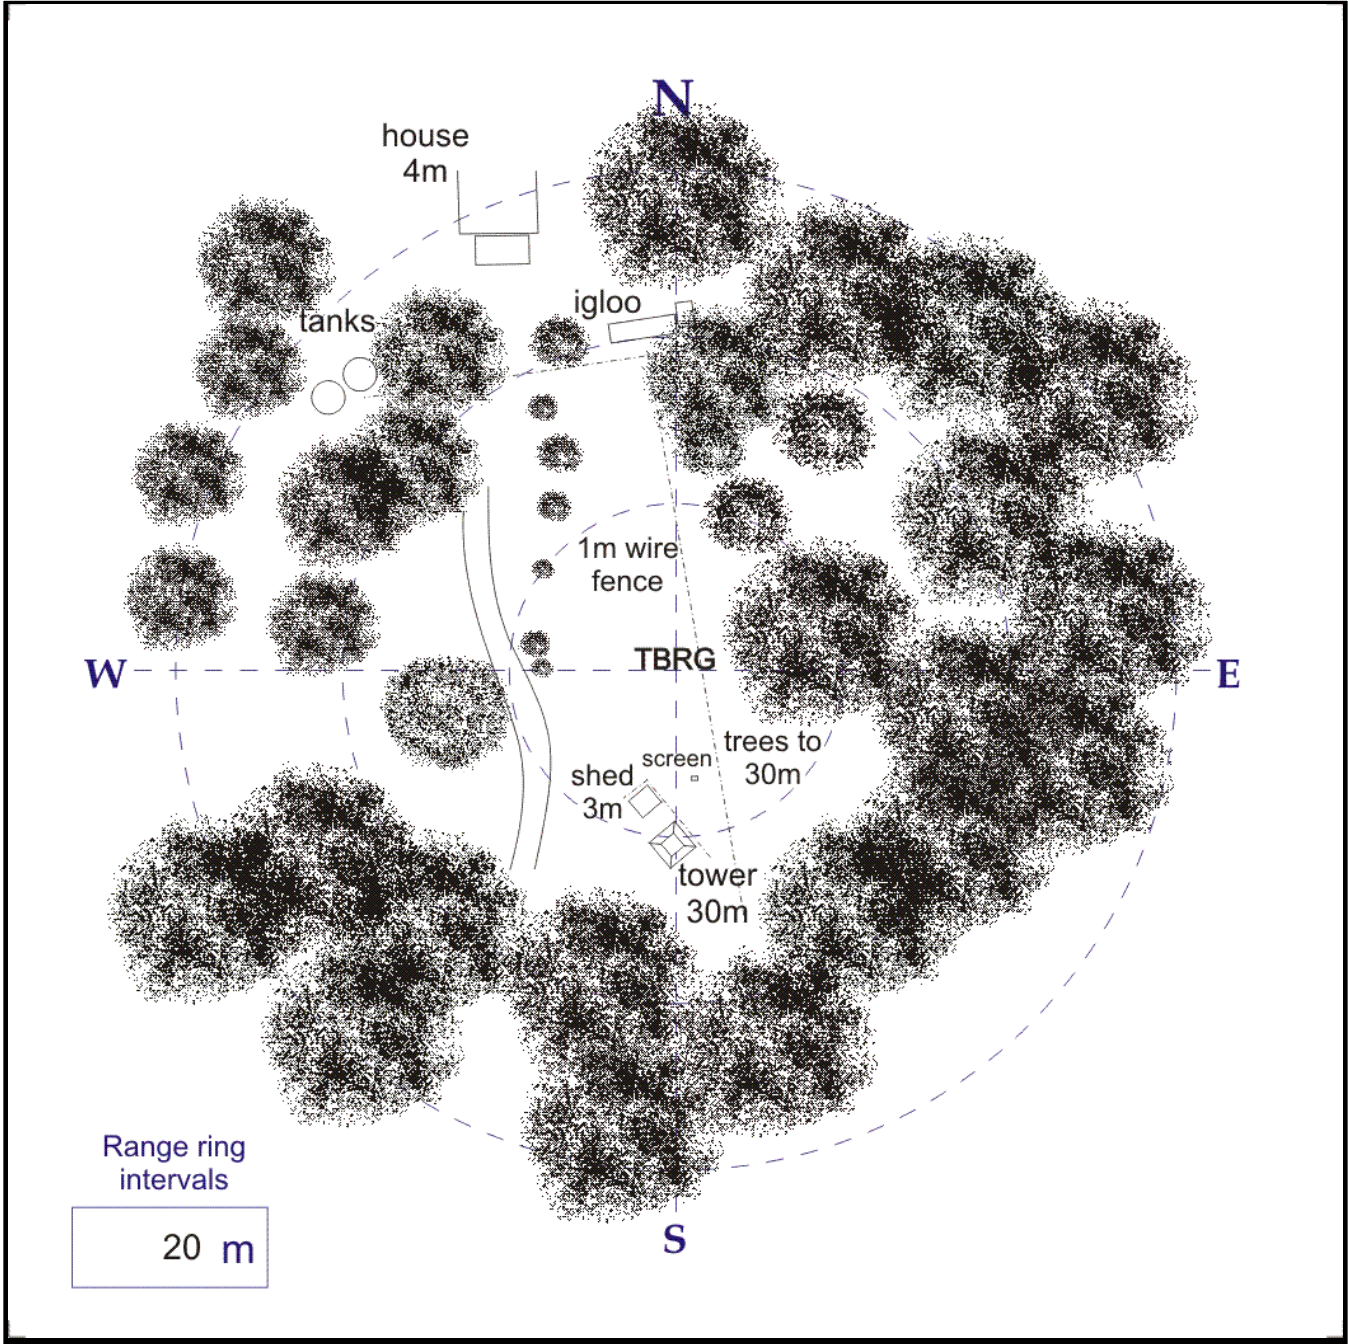 N
house
4m
igloo
tanks
1m wire
fence
W
TBRG
E
trees to
30m
screen
shed
3m
tower
30m
Range ring
intervals
20 m
S